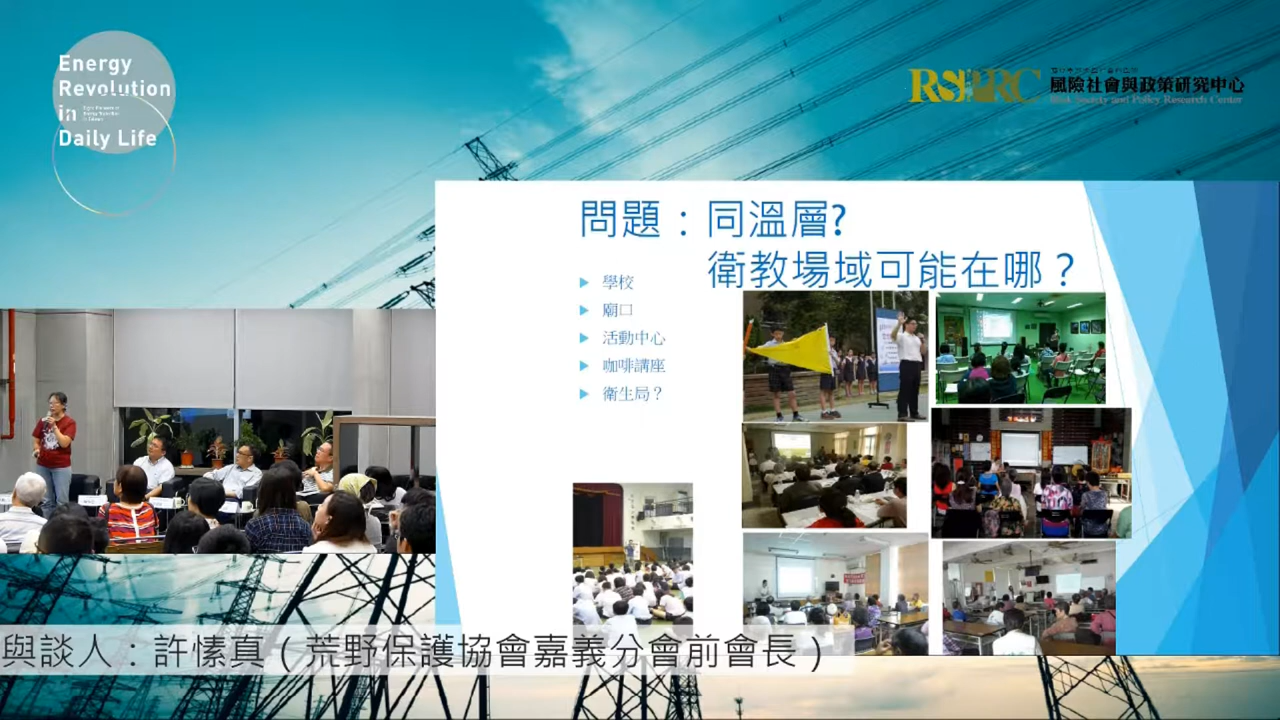 Energy
Revolution
in
Daily Life
RSPRC
風險社會與政策研究中心
Risk Society and Policy Research Center
問題：同溫層?
衛教場域可能在哪？
▶ 學校
▶ 廟口
▶ 活動中心
▶ 咖啡講座
▶ 衛生局？
與談人：許愫真（荒野保護協會嘉義分會前會長）